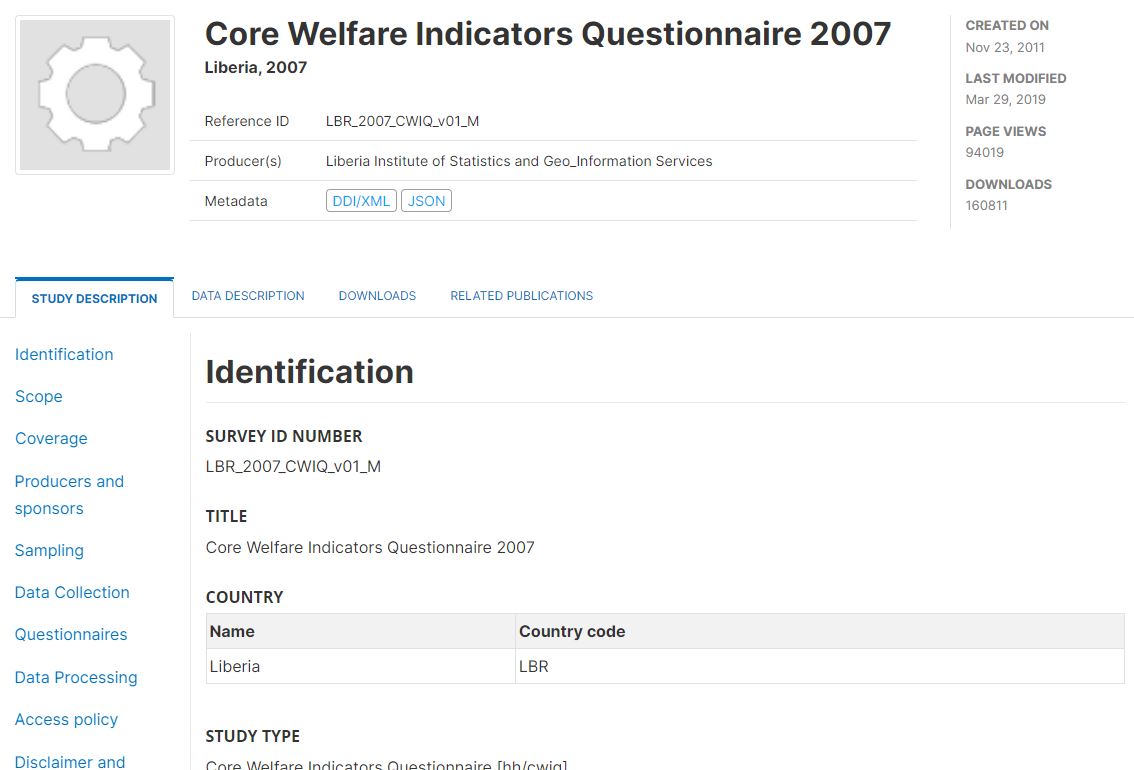 Core Welfare Indicators Questionnaire 2007
Liberia, 2007
Reference ID LBR_2007_CWIQ_v01_M
Producer(s) Liberia Institute of Statistics and Geo_Information Services
Metadata DDI/XML JSON
CREATED ON
Nov 23, 2011
LAST MODIFIED
Mar 29, 2019
PAGE VIEWS
94019
DOWNLOADS
160811
STUDY DESCRIPTION DATA DESCRIPTION DOWNLOADS RELATED PUBLICATIONS
Identification
Scope
Coverage
Producers and
sponsors
Sampling
Data Collection
Questionnaires
Data Processing
Access policy
Disclaimer and
Identification
SURVEY ID NUMBER
LBR_2007_CWIQ_v01_M
TITLE
Core Welfare Indicators Questionnaire 2007
COUNTRY
Name Country code
Liberia LBR
STUDY TYPE
Core Welfare Indicators Questionnaire [hh/cwiq]